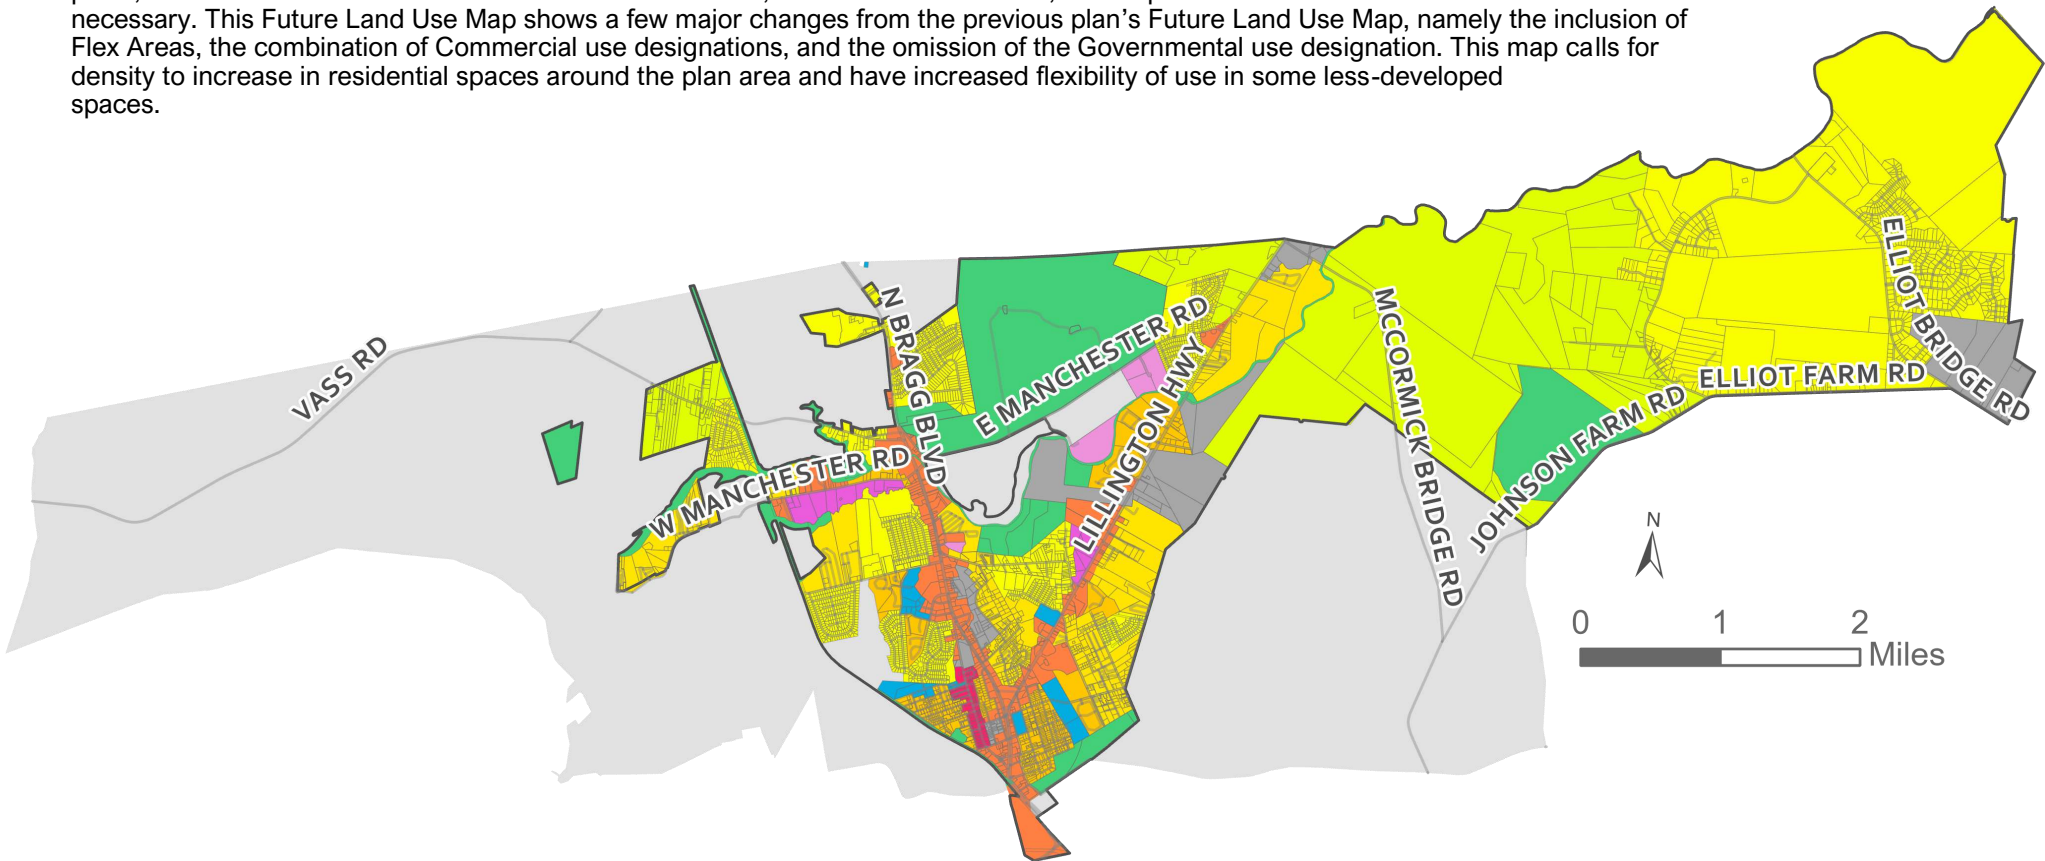 necessary. This Future Land Use Map shows a few major changes from the previous plan's Future Land Use Map, namely the inclusion of
Flex Areas, the combination of Commercial use designations, and the omission of the Governmental use designation. This map calls for
density to increase in residential spaces around the plan area and have increased flexibility of use in some less-developed
spaces.
VASS RD
N BRAGG BLVD
E MANCHESTER RD
W MANCHESTER RD
LILLINGTON HWY
MCCORMICK BRIDGE RD
JOHNSON FARM RD
ELLIOT FARM RD
ELLIOT BRIDGE RD
N
0 1 2
Miles